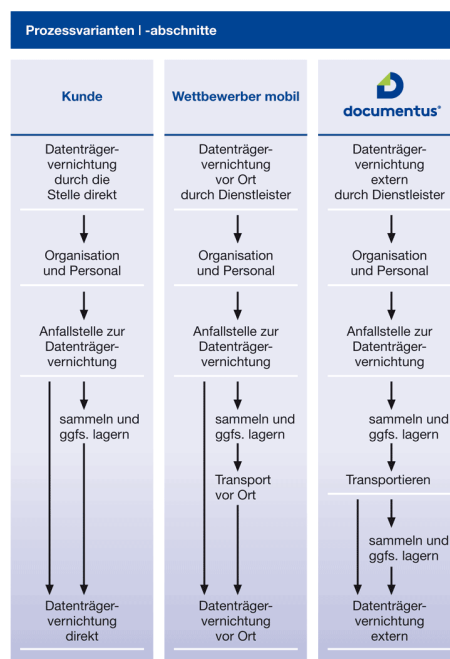 Prozessvarianten | -abschnitte
Kunde
Datenträger-
vernichtung
durch die
Stelle direkt
Organisation
und Personal
Anfallstelle zur
Datenträger-
vernichtung
sammeln und
ggfs. lagern
Datenträger-
vernichtung
direkt
Wettbewerber mobil
Datenträger-
vernichtung
vor Ort
durch Dienstleister
Organisation
und Personal
Anfallstelle zur
Datenträger-
vernichtung
sammeln und
ggfs. lagern
Transport
vor Ort
Datenträger-
vernichtung
vor Ort
documentus®
Datenträger-
vernichtung
extern
durch Dienstleister
Organisation
und Personal
Anfallstelle zur
Datenträger-
vernichtung
sammeln und
ggfs. lagern
Transportieren
sammeln und
ggfs. lagern
Datenträger-
vernichtung
extern